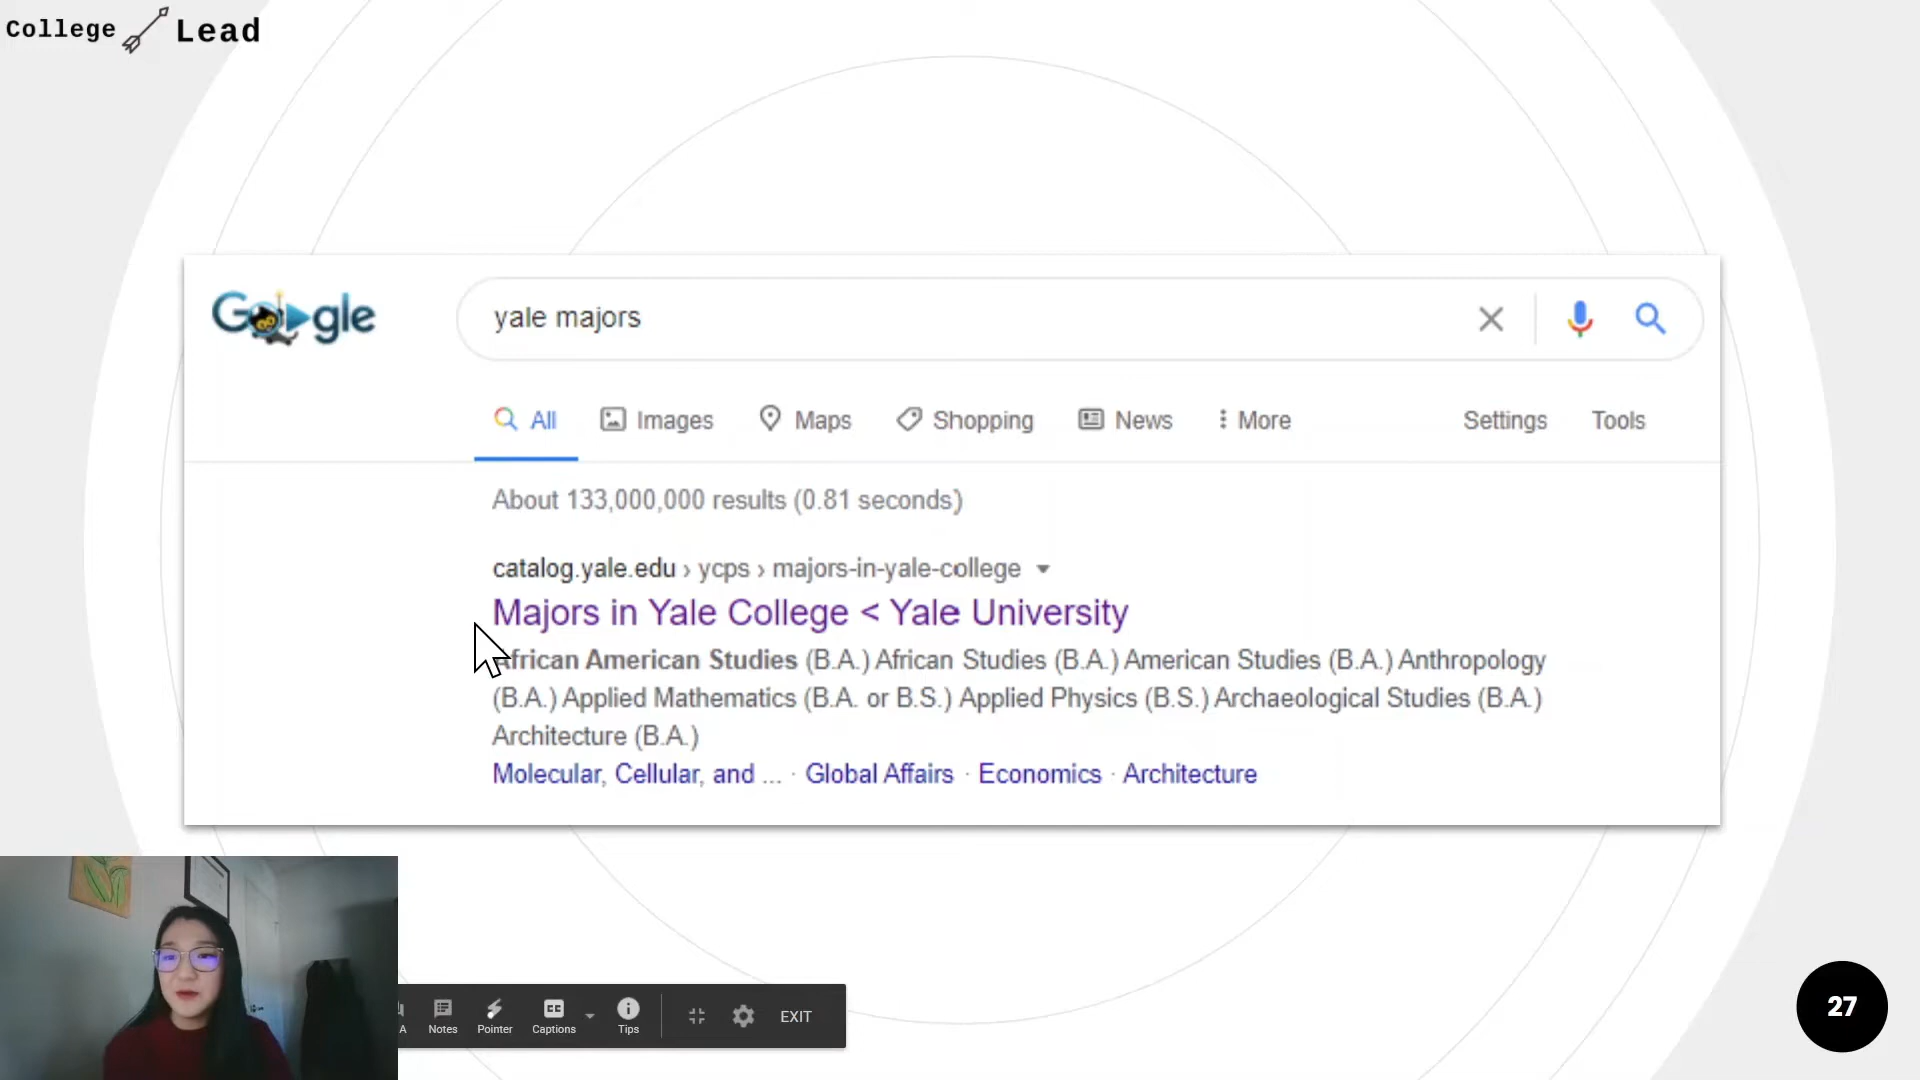 College Lead
Google
yale majors
All Images Maps Shopping News More Settings Tools
About 133,000,000 results (0.81 seconds)
catalog.yale.edu › ycps › majors-in-yale-college
Majors in Yale College < Yale University
African American Studies (B.A.) African Studies (B.A.) American Studies (B.A.) Anthropology
(B.A.) Applied Mathematics (B.A. or B.S.) Applied Physics (B.S.) Archaeological Studies (B.A.)
Architecture (B.A.)
Molecular, Cellular, and ... · Global Affairs · Economics · Architecture
A Notes Pointer CC Captions Tips EXIT
27